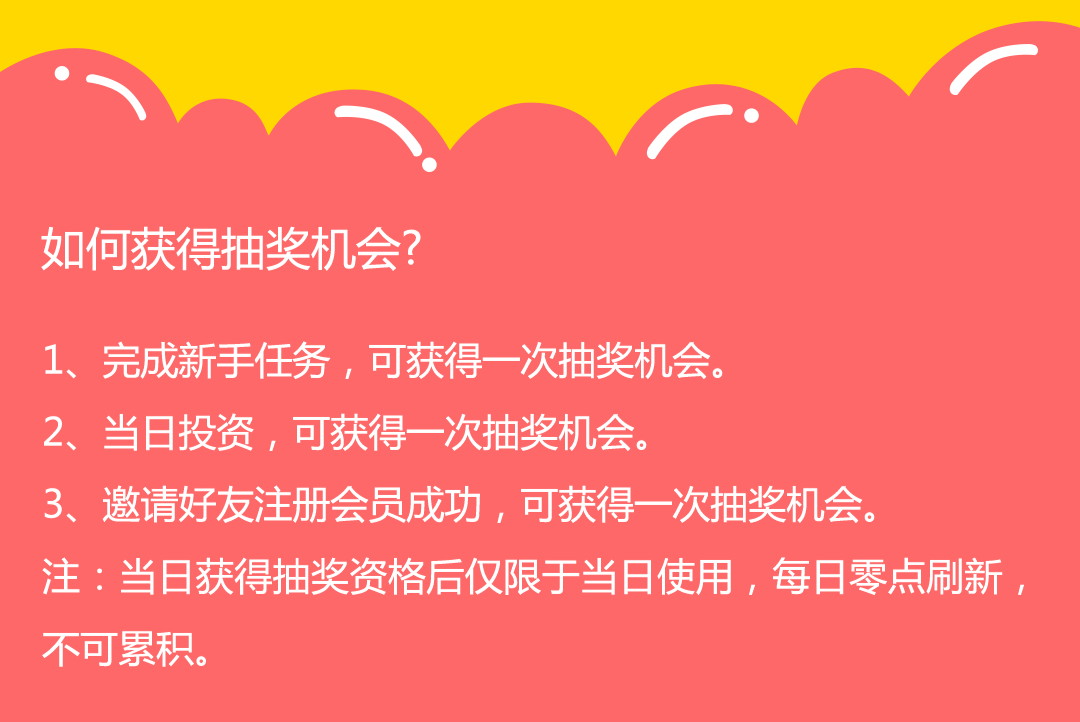 如何获得抽奖机会?
1、完成新手任务，可获得一次抽奖机会。
2、当日投资，可获得一次抽奖机会。
3、邀请好友注册会员成功，可获得一次抽奖机会。
注：当日获得抽奖资格后仅限于当日使用，每日零点刷新，
不可累积。